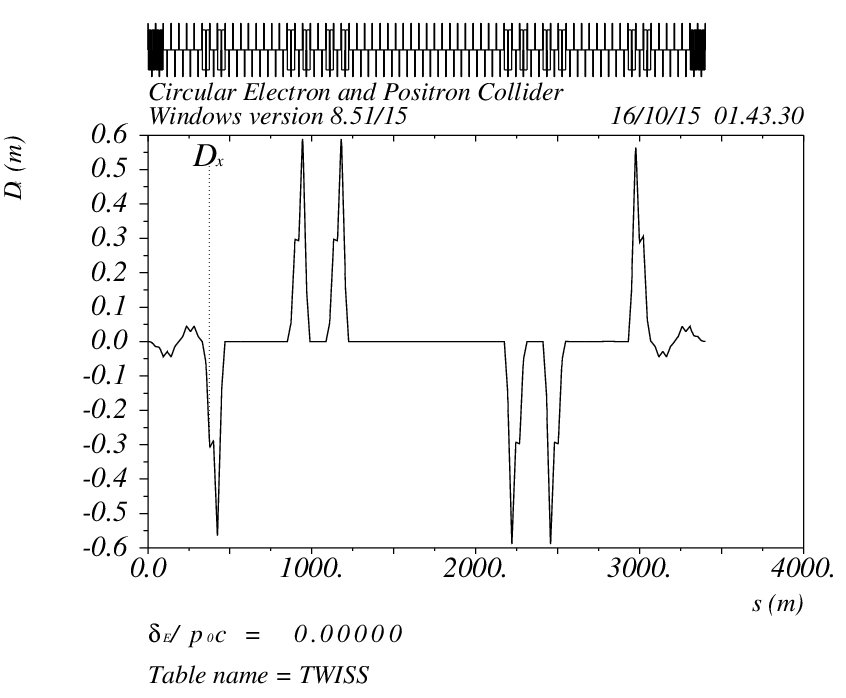 Circular Electron and Positron Collider
Windows version 8.51/15 16/10/15 01.43.30
Dx (m)
0.6
Dx
0.5
0.4
0.3
0.2
0.1
0.0
-0.1
-0.2
-0.3
-0.4
-0.5
-0.6
0.0 1000. 2000. 3000. 4000.
s (m)
δE/ p0c = 0.00000
Table name = TWISS